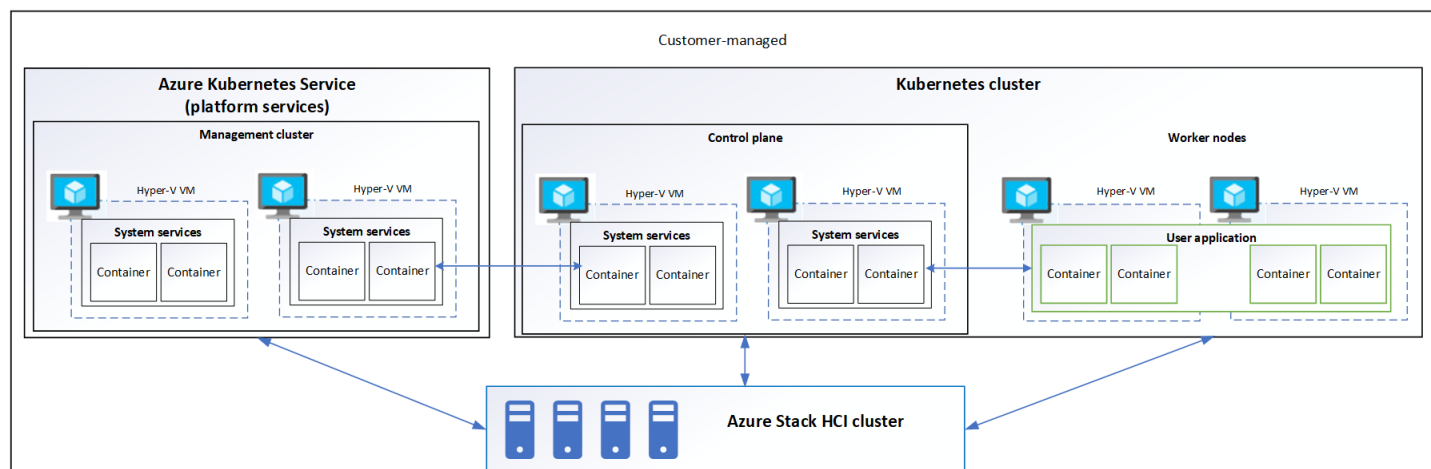 Customer-managed
Azure Kubernetes Service
(platform services)
Management cluster
Hyper-V VM
System services
Container
Container
Hyper-V VM
System services
Container
Container
Kubernetes cluster
Control plane
Hyper-V VM
System services
Container
Container
Hyper-V VM
System services
Container
Container
Worker nodes
Hyper-V VM
Hyper-V VM
User application
Container
Container
Container
Container
Azure Stack HCI cluster